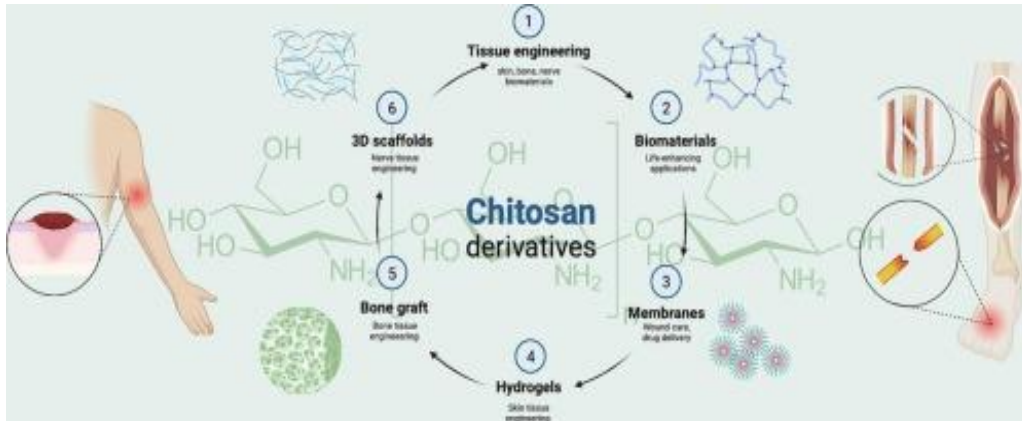 1
Tissue engineering
skin, bone, nerve
biomaterials
2
Biomaterials
Life-enhancing
applications
3
Membranes
Wound care,
drug delivery
4
Hydrogels
Skin tissue
engineering
5
Bone graft
Bone tissue
engineering
6
3D scaffolds
Nerve tissue
engineering
Chitosan
derivatives
OH
HO
HO
O
NH2
O
OH
O
O
NH2
O
OH
HO
O
OH
NH2